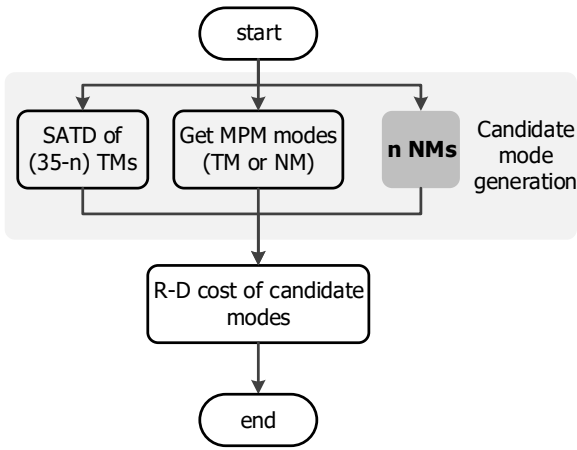 start
SATD of
(35-n) TMs
Get MPM modes
(TM or NM)
n NMs
Candidate
mode
generation
R-D cost of candidate
modes
end